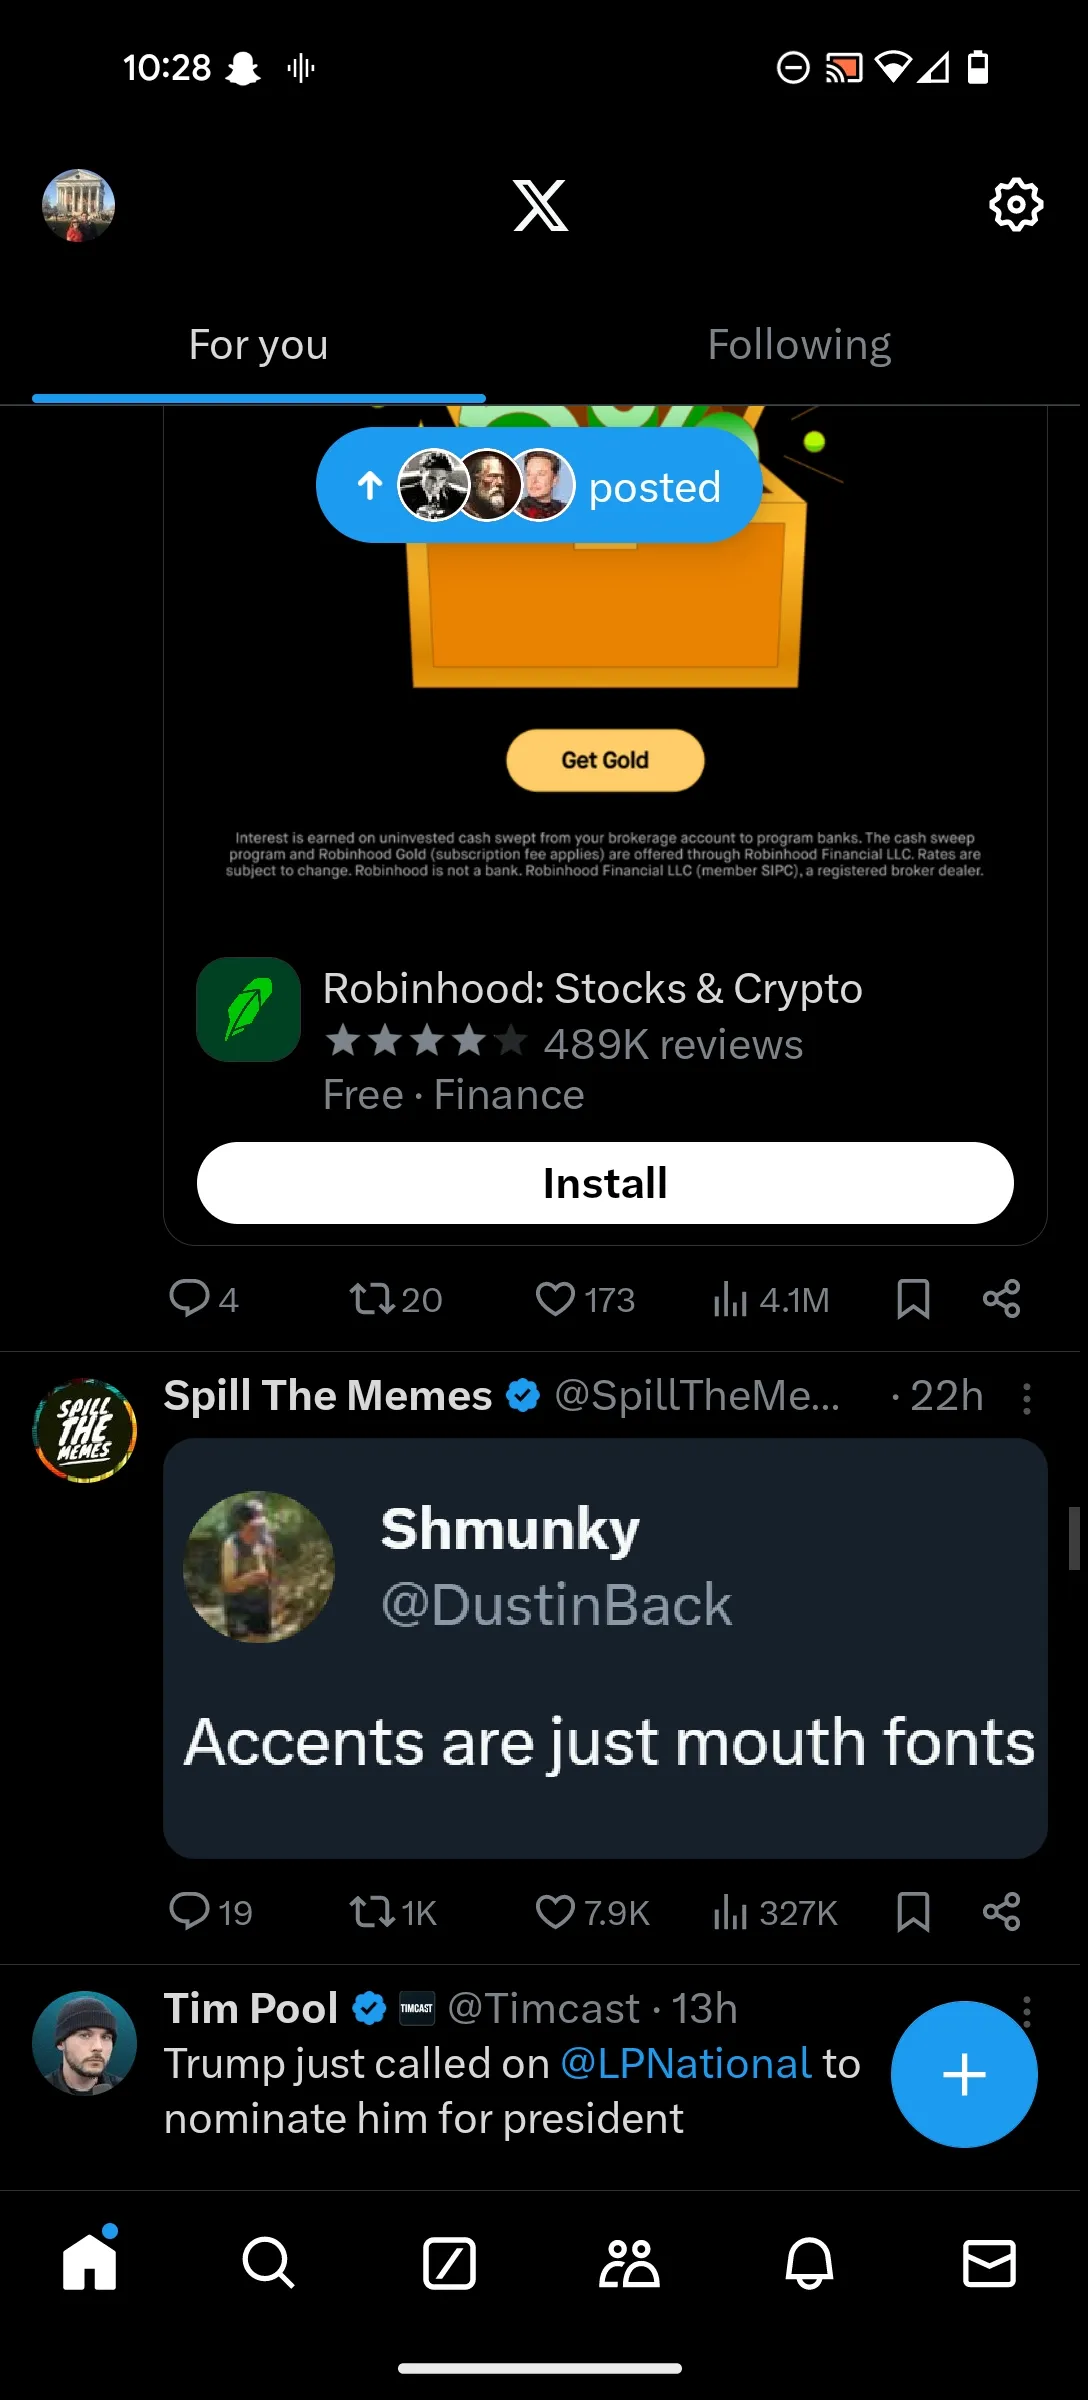 10:28
For you
Following
posted
Get Gold
Interest is earned on uninvested cash swept from your brokerage account to program banks. The cash sweep
program and Robinhood Gold (subscription fee applies) are offered through Robinhood Financial LLC. Rates are
subject to change. Robinhood is not a bank. Robinhood Financial LLC (member SIPC), a registered broker dealer.
Robinhood: Stocks & Crypto
489K reviews
Free · Finance
Install
4 20 173 4.1M
SPILL
THE
MEMES
Spill The Memes @SpillTheMe... · 22h
Shmunky
@DustinBack
Accents are just mouth fonts
19 1K 7.9K 327K
Tim Pool TIMCAST @Timcast · 13h
Trump just called on @LPNational to
nominate him for president